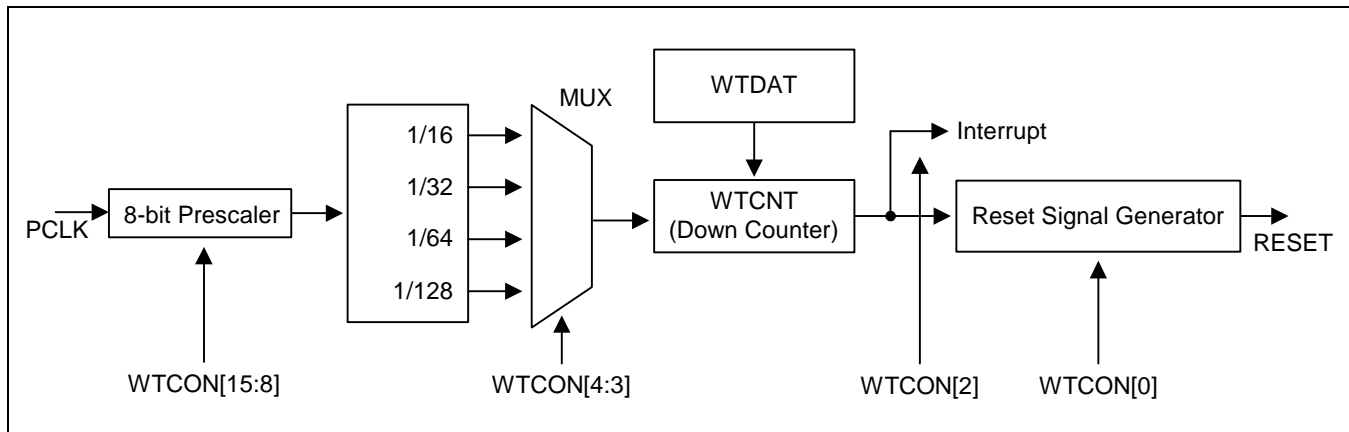 PCLK
8-bit Prescaler
WTCON[15:8]
1/16
1/32
1/64
1/128
MUX
WTCON[4:3]
WTDAT
WTCNT
(Down Counter)
Interrupt
WTCON[2]
Reset Signal Generator
RESET
WTCON[0]